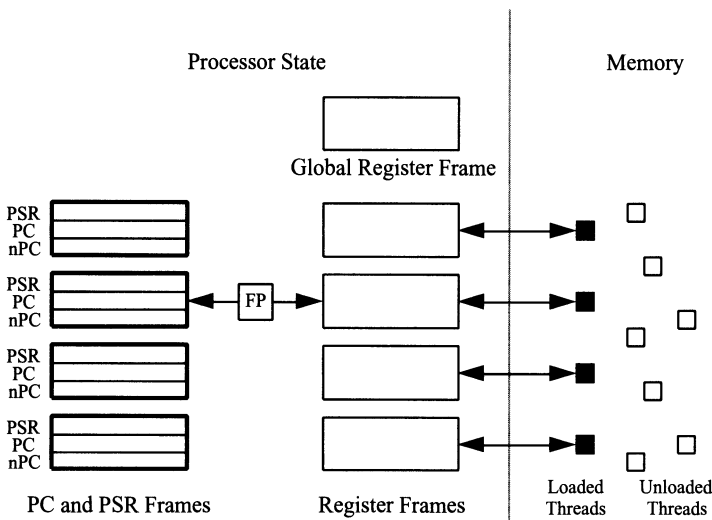 Processor State
Memory
Global Register Frame
PSR
PC
nPC
PSR
PC
nPC
FP
PSR
PC
nPC
PSR
PC
nPC
PC and PSR Frames
Register Frames
Loaded
Threads
Unloaded
Threads